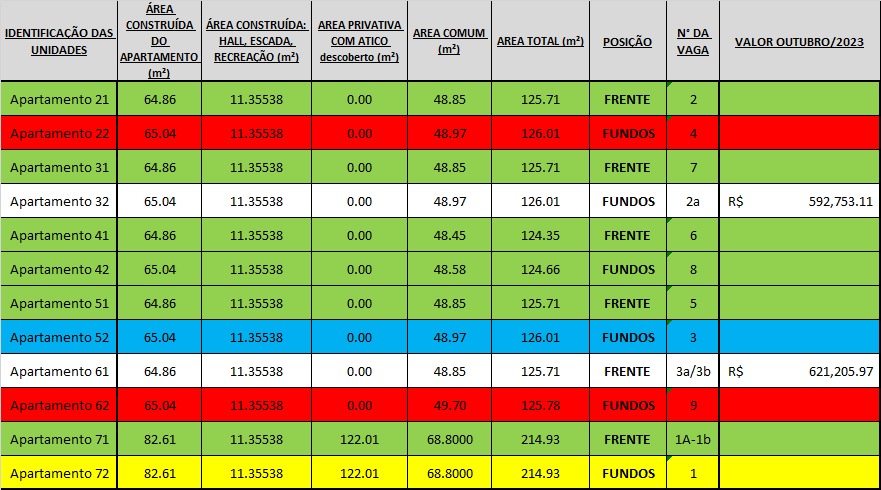 IDENTIFICAÇÃO DAS UNIDADES ÁREA CONSTRUÍDA DO APARTAMENTO (m²) ÁREA CONSTRUÍDA: HALL, ESCADA, RECREAÇÃO (m²) AREA PRIVATIVA COM ATICO descoberto (m²) AREA COMUM (m²) AREA TOTAL (m²) POSIÇÃO N° DA VAGA VALOR OUTUBRO/2023
Apartamento 21 64.86 11.35538 0.00 48.85 125.71 FRENTE 2
Apartamento 22 65.04 11.35538 0.00 48.97 126.01 FUNDOS 4
Apartamento 31 64.86 11.35538 0.00 48.85 125.71 FRENTE 7
Apartamento 32 65.04 11.35538 0.00 48.97 126.01 FUNDOS 2a R$ 592,753.11
Apartamento 41 64.86 11.35538 0.00 48.45 124.35 FRENTE 6
Apartamento 42 65.04 11.35538 0.00 48.58 124.66 FUNDOS 8
Apartamento 51 64.86 11.35538 0.00 48.85 125.71 FRENTE 5
Apartamento 52 65.04 11.35538 0.00 48.97 126.01 FUNDOS 3
Apartamento 61 64.86 11.35538 0.00 48.85 125.71 FRENTE 3a/3b R$ 621,205.97
Apartamento 62 65.04 11.35538 0.00 49.70 125.78 FUNDOS 9
Apartamento 71 82.61 11.35538 122.01 68.8000 214.93 FRENTE 1A-1b
Apartamento 72 82.61 11.35538 122.01 68.8000 214.93 FUNDOS 1